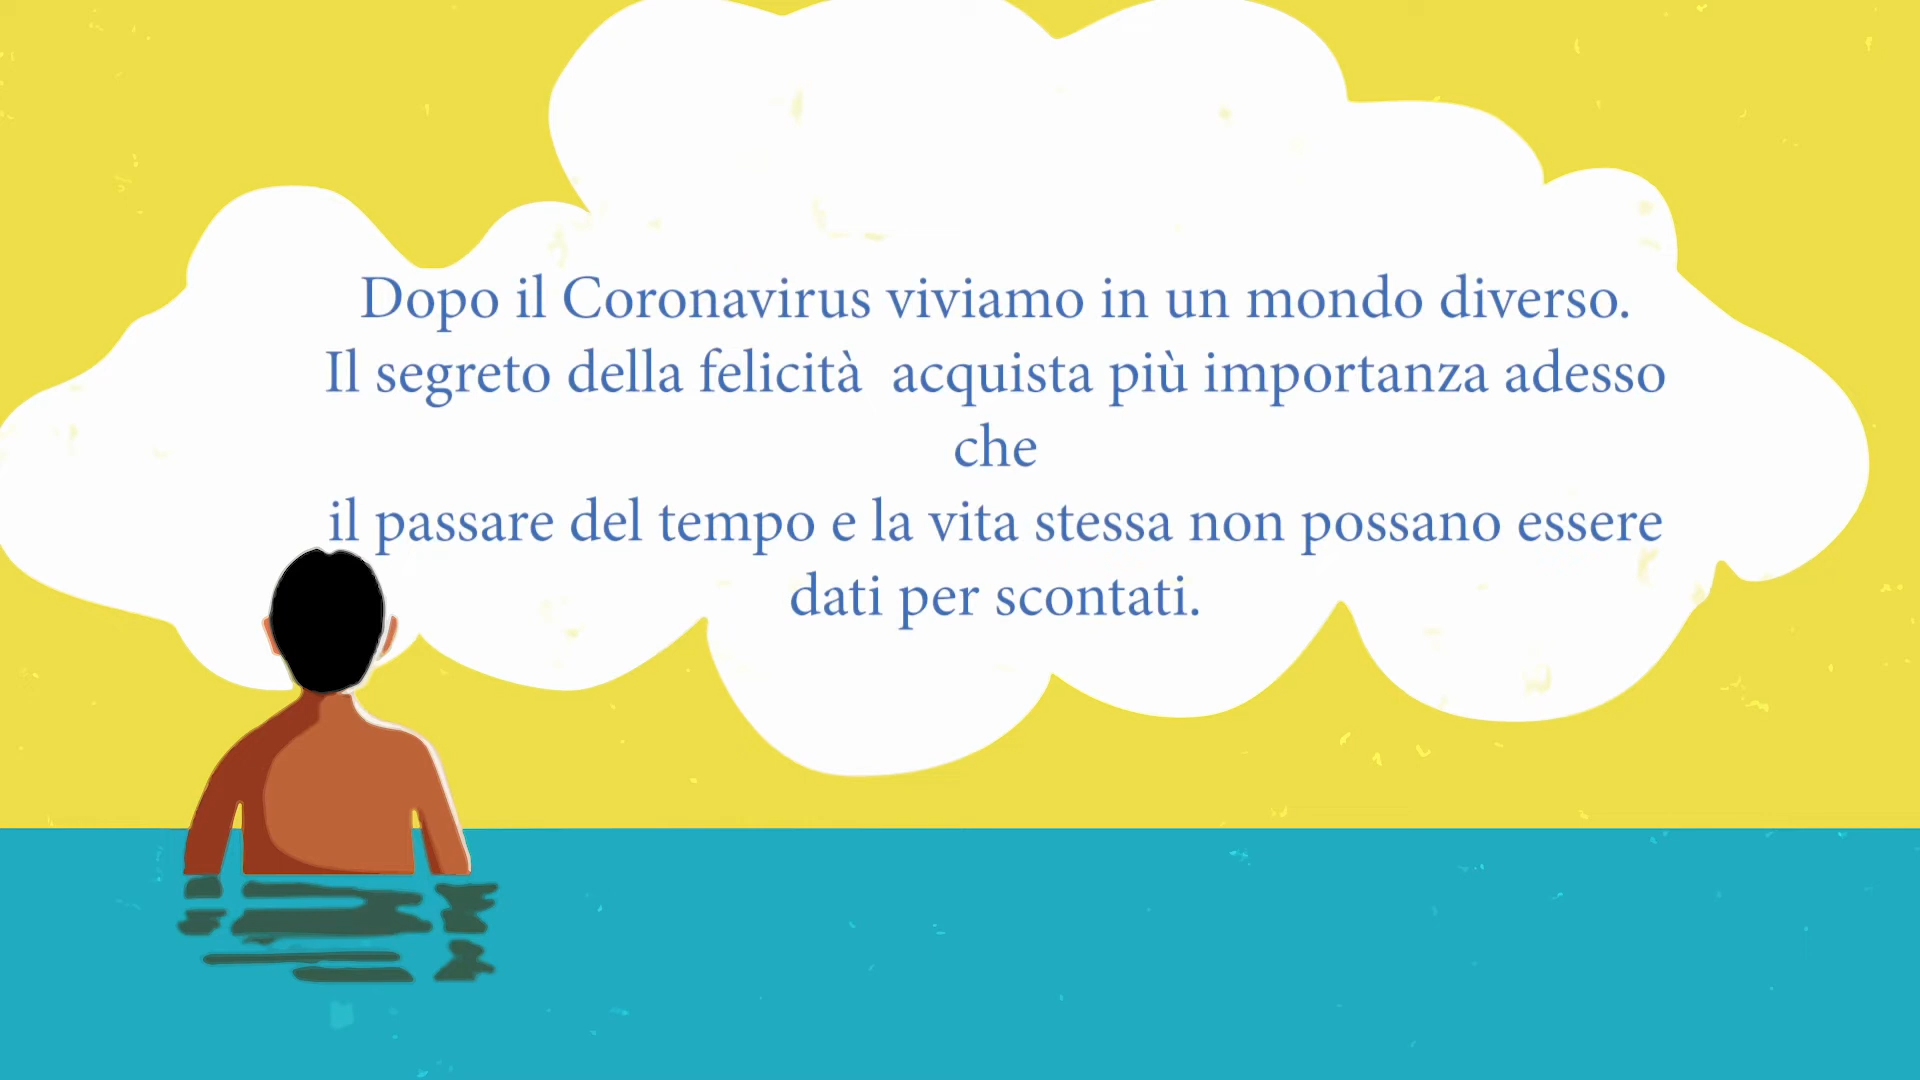 Dopo il Coronavirus viviamo in un mondo diverso.
Il segreto della felicità  acquista più importanza adesso
che
il passare del tempo e la vita stessa non possano essere
dati per scontati.